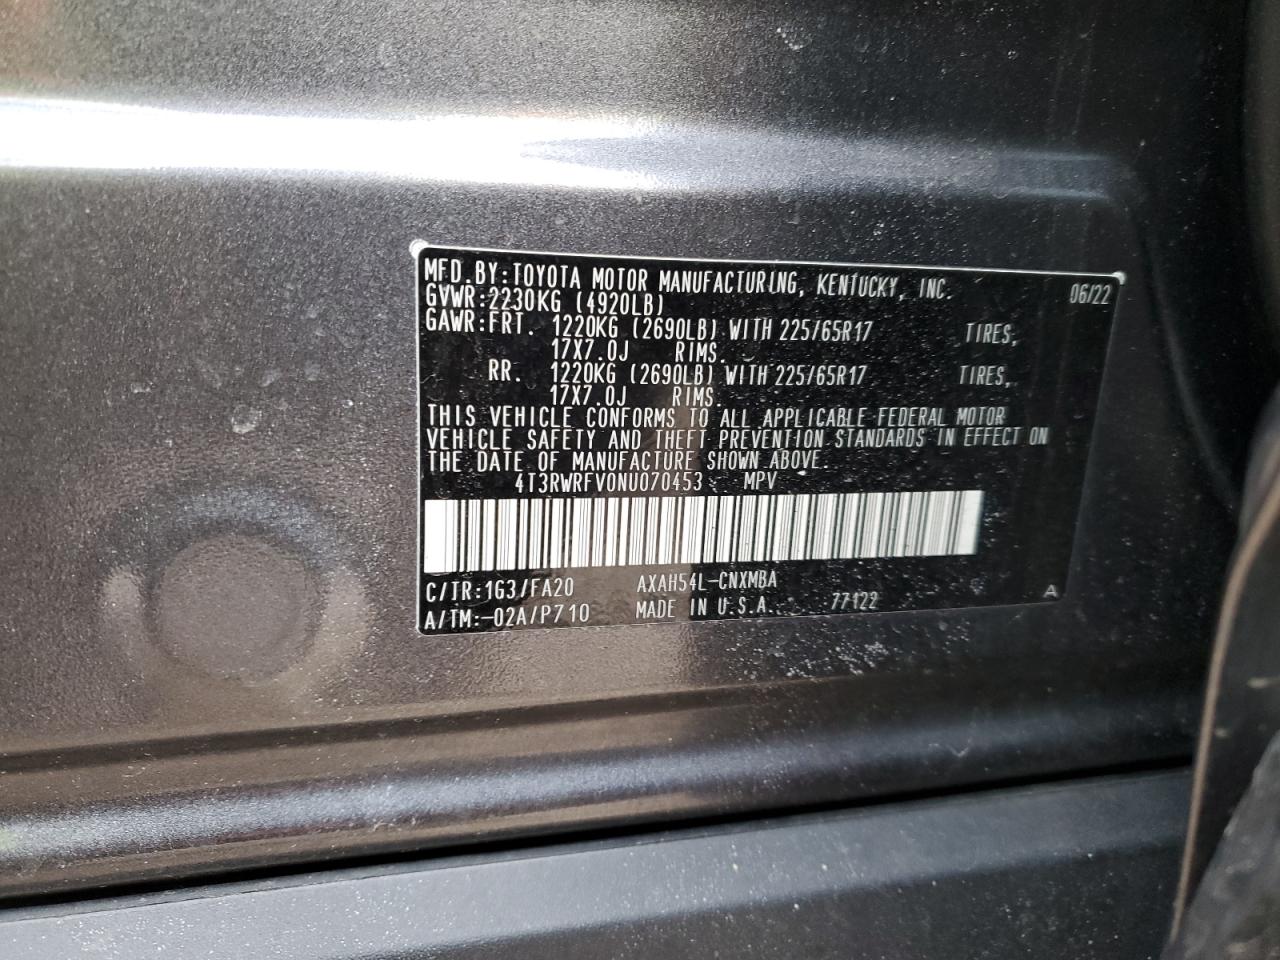 MFD.BY:TOYOTA MOTOR MANUFACTURING, KENTUCKY, INC. 06/22
GVWR:2230KG (4920LB)
GAWR:FRT. 1220KG (2690LB) WITH 225/65R17 TIRES,
17X7.0J RIMS.
RR. 1220KG (2690LB) WITH 225/65R17 TIRES,
17X7.0J RIMS.
THIS VEHICLE CONFORMS TO ALL APPLICABLE FEDERAL MOTOR
VEHICLE SAFETY AND THEFT PREVENTION STANDARDS IN EFFECT ON
THE DATE OF MANUFACTURE SHOWN ABOVE.
4T3RWRFV0NU070453 MPV
C/TR:1G3/FA20 AXAH54L-CNXMBA
A/TM:-02A/P710 MADE IN U.S.A. 77122 A